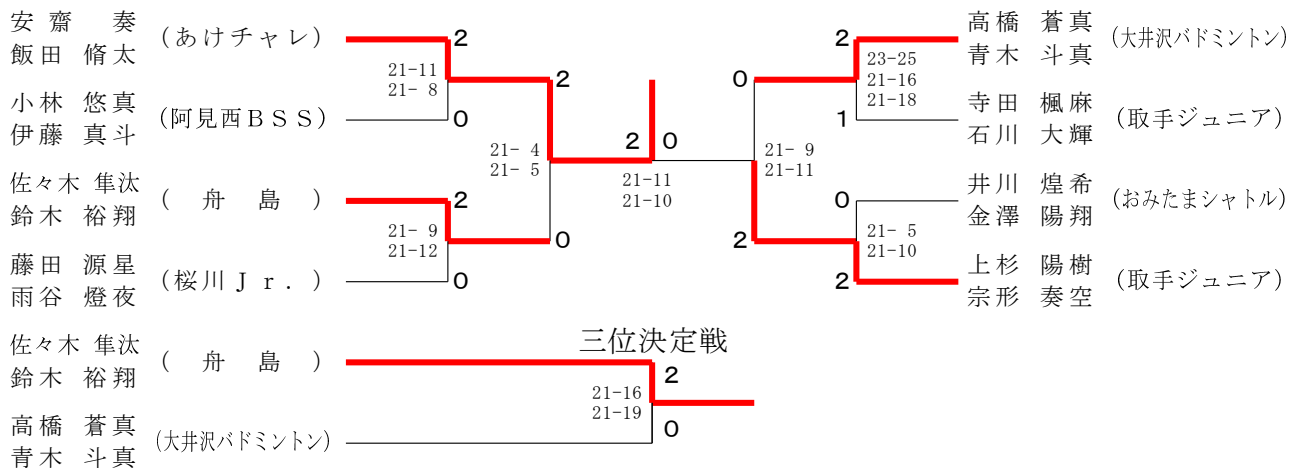 安齋 奏
飯田 脩太
(あけチャレ)
2
21-11
21- 8
小林 悠真
伊藤 真斗
(阿見西BSS)
0
2
21- 4
21- 5
佐々木 隼汰
鈴木 裕翔
(舟島)
2
21- 9
21-12
0
藤田 源星
雨谷 燈夜
(桜川Jr.)
0
2 0
21-11
21-10
高橋 蒼真
青木 斗真
(大井沢バドミントン)
2
23-25
21-16
21-18
寺田 楓麻
石川 大輝
(取手ジュニア)
1
0
21- 9
21-11
井川 煌希
金澤 陽翔
(おみたまシャトル)
0
21- 5
21-10
2
上杉 陽樹
宗形 奏空
(取手ジュニア)
2
三位決定戦
佐々木 隼汰
鈴木 裕翔
(舟島)
2
21-16
21-19
高橋 蒼真
青木 斗真
(大井沢バドミントン)
0